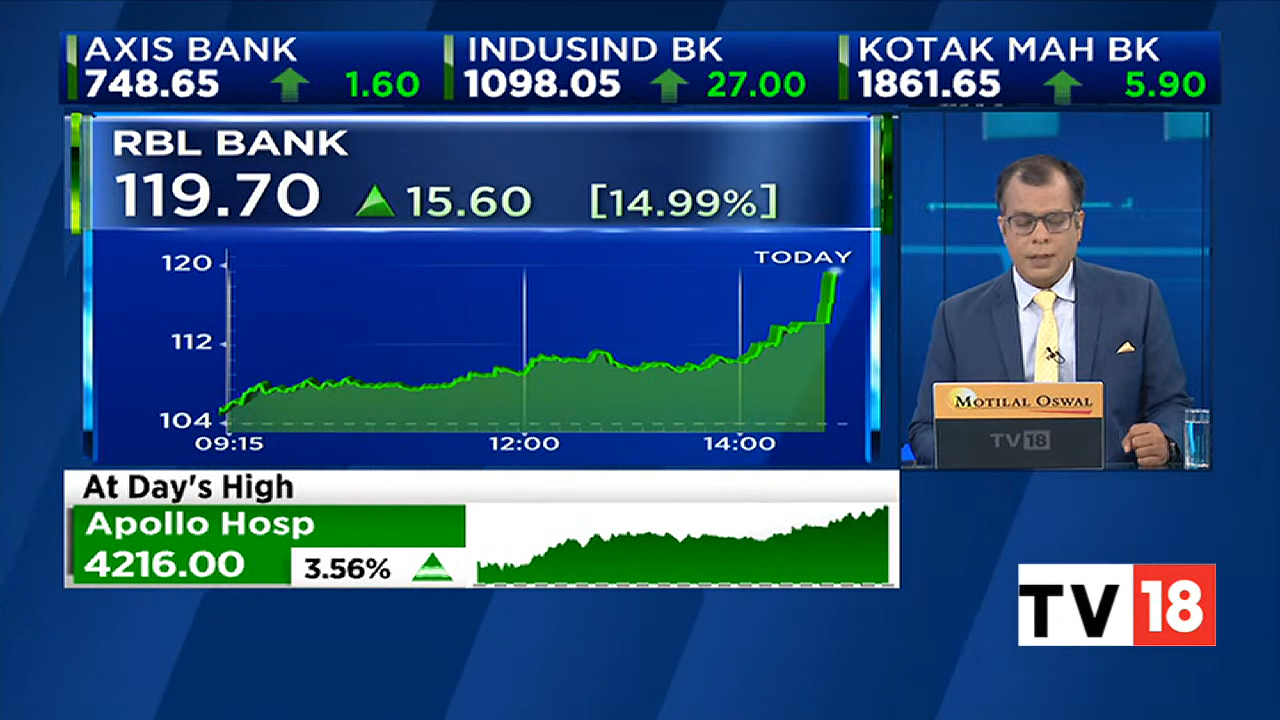 AXIS BANK
748.65 1.60
INDUSIND BK
1098.05 27.00
KOTAK MAH BK
1861.65 5.90
RBL BANK
119.70 15.60 [14.99%]
TODAY
120
112
104
09:15 12:00 14:00
MOTILAL OSWAL
TV18
At Day's High
Apollo Hosp
4216.00 3.56%
TV18